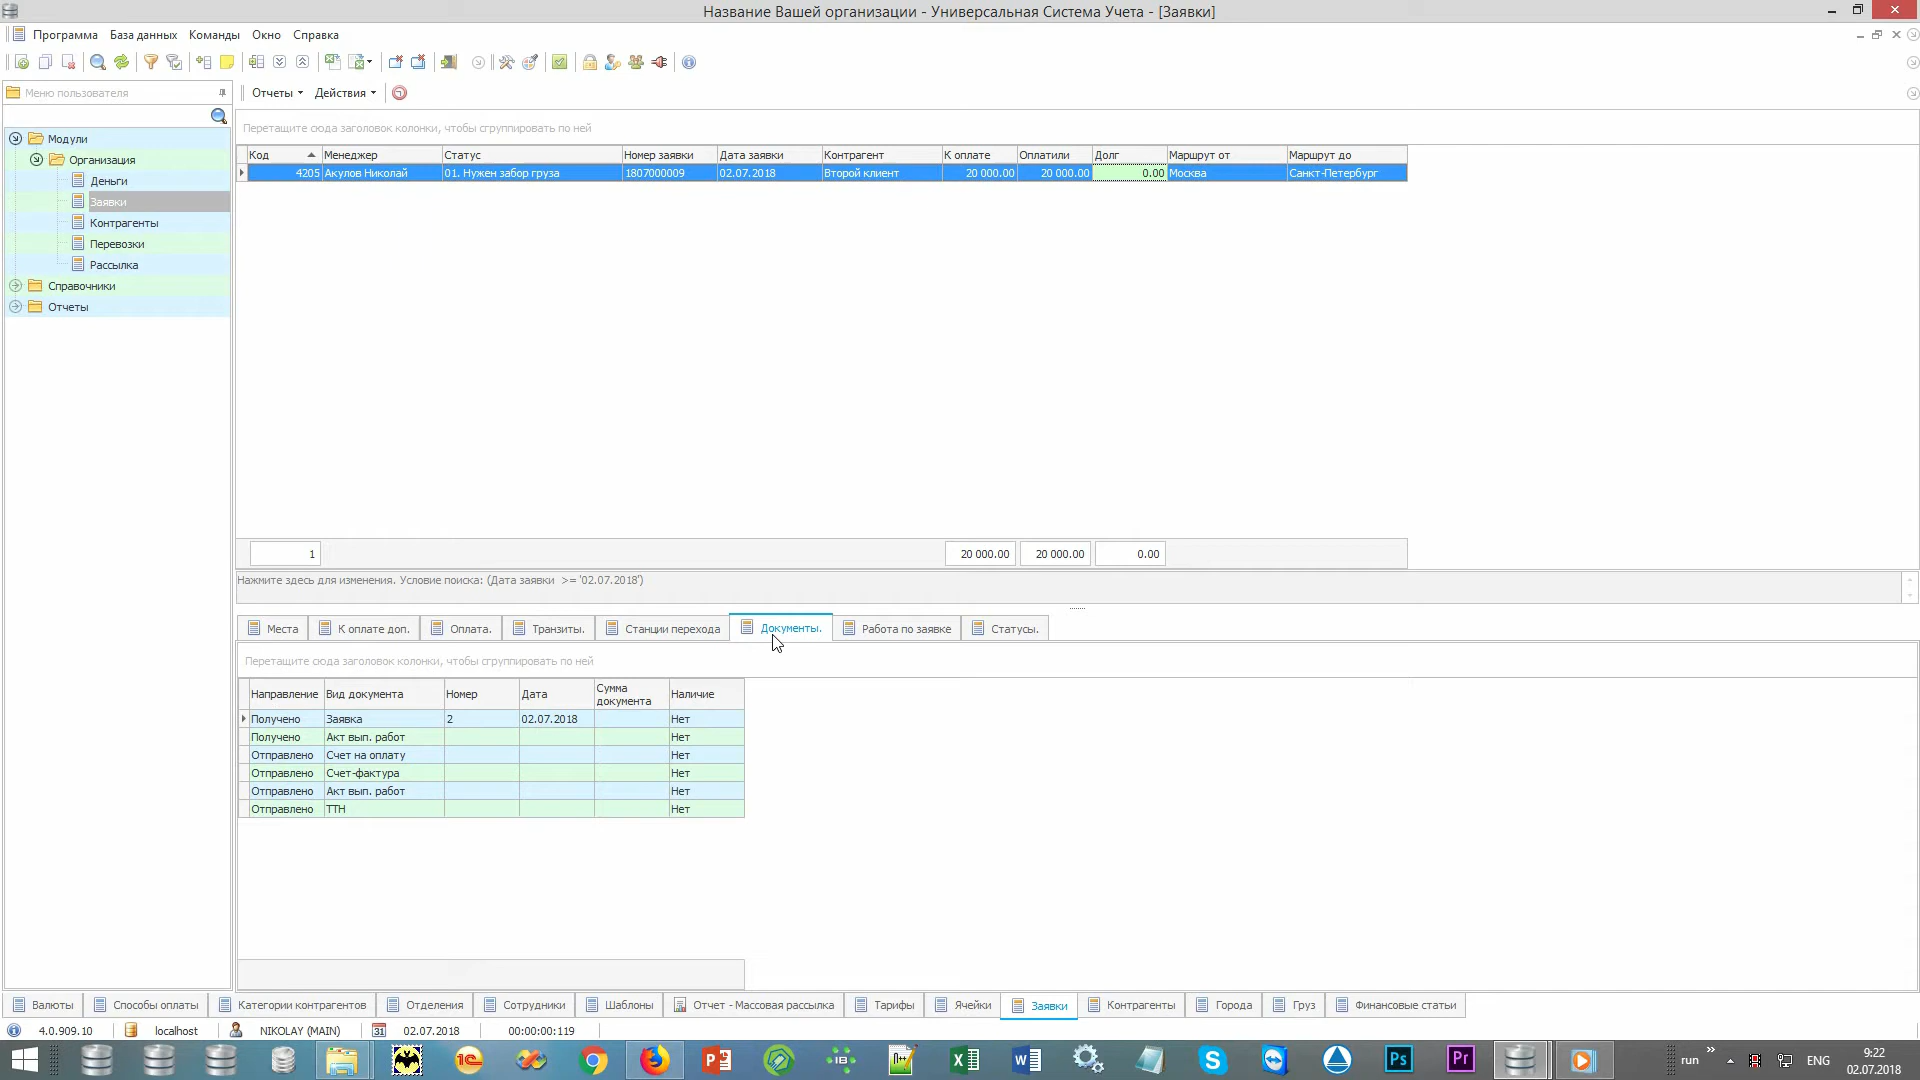 Название Вашей организации - Универсальная Система Учета - [Заявки]
Программа База данных Команды Окно Справка
Меню пользователя
Отчеты Действия
Модули
Организация
Деньги
Заявки
Контрагенты
Перевозки
Рассылка
Справочники
Отчеты
Перетащите сюда заголовок колонки, чтобы сгруппировать по ней
Код Менеджер Статус Номер заявки Дата заявки Контрагент К оплате Оплатили Долг Маршрут от Маршрут до
4205 Акулов Николай 01. Нужен забор груза 1807000009 02.07.2018 Второй клиент 20 000.00 20 000.00 0.00 Москва Санкт-Петербург
1 20 000.00 20 000.00 0.00
Нажмите здесь для изменения. Условие поиска: (Дата заявки >= '02.07.2018')
Места К оплате доп. Оплата. Транзиты. Станции перехода Документы. Работа по заявке Статусы.
Перетащите сюда заголовок колонки, чтобы сгруппировать по ней
Направление Вид документа Номер Дата Сумма документа Наличие
Получено Заявка 2 02.07.2018 Нет
Получено Акт вып. работ Нет
Отправлено Счет на оплату Нет
Отправлено Счет-фактура Нет
Отправлено Акт вып. работ Нет
Отправлено ТТН Нет
Валюты Способы оплаты Категории контрагентов Отделения Сотрудники Шаблоны Отчет - Массовая рассылка Тарифы Ячейки Заявки Контрагенты Города Груз Финансовые статьи
4.0.909.10 localhost NIKOLAY (MAIN) 31 02.07.2018 00:00:00:119
run ENG 9:22
02.07.2018